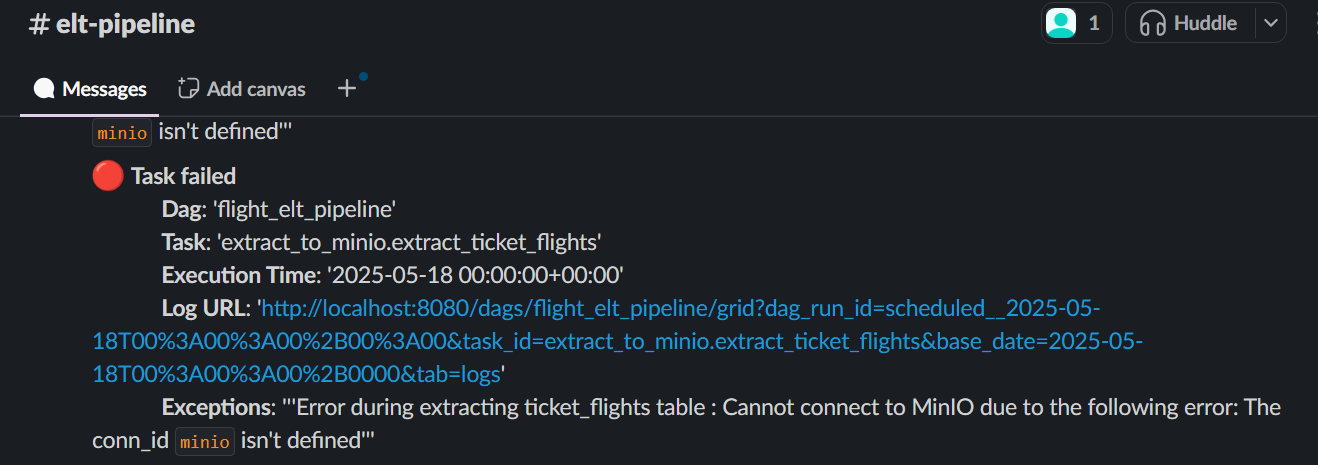 # elt-pipeline
1
Huddle
Messages
Add canvas
minio isn't defined"'
Task failed
Dag: 'flight_elt_pipeline'
Task: 'extract_to_minio.extract_ticket_flights'
Execution Time: '2025-05-18 00:00:00+00:00'
Log URL: 'http://localhost:8080/dags/flight_elt_pipeline/grid?dag_run_id=scheduled__2025-05-
18T00%3A00%3A00%2B00%3A00&task_id=extract_to_minio.extract_ticket_flights&base_date=2025-05-
18T00%3A00%3A00%2B0000&tab=logs'
Exceptions: "'Error during extracting ticket_flights table : Cannot connect to MinIO due to the following error: The
conn_id minio isn't defined"'